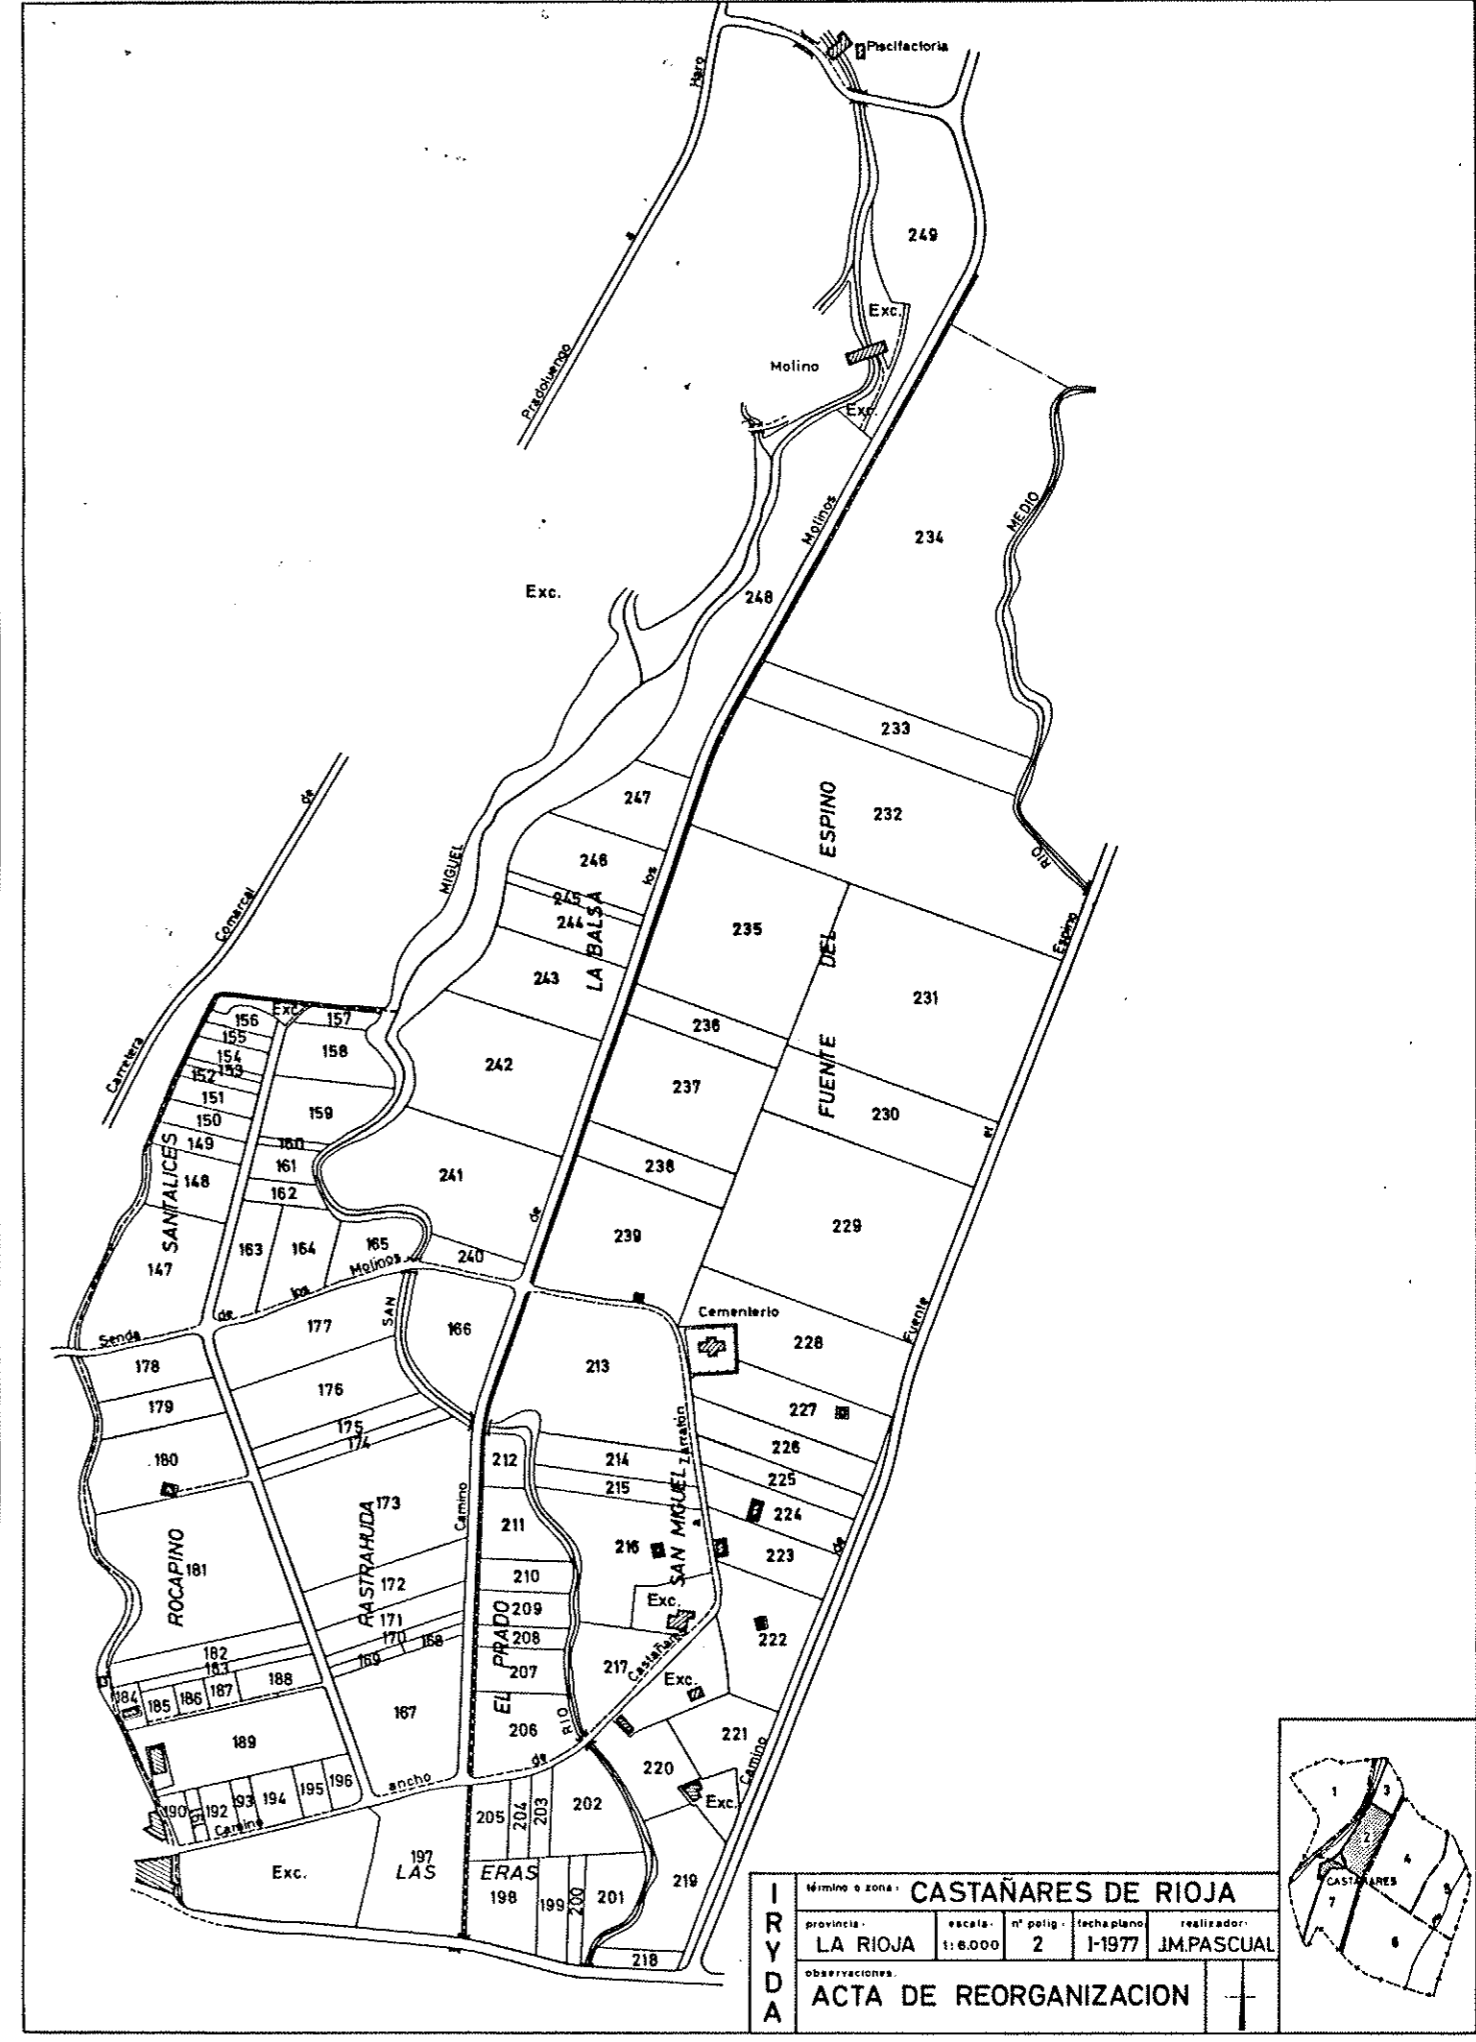 Piscifactoria
Haro
a
Pradoluengo
249
Exc.
Molino
Exc.
Molinos
MEDIO
234
Exc.
248
233
232
ESPINO
RIO
247
246
245
244
LA BALSA
los
MIGUEL
de
Comarcal
Carretera
235
DEL
Espino
231
243
236
Exc.
156
157
155
154
153
152
151
150
149
148
158
159
160
161
162
242
237
FUENTE
230
el
238
241
SANTALICES
163
164
165
Molinos
240
de
239
229
147
los
de
Senda
SAN
177
166
Cementerio
Fuente
228
178
176
213
179
175
174
227
226
180
212
214
Zarratón
225
215
173
Camino
211
224
216
SAN MIGUEL
a
de
223
181
ROCAPINO
RASTRAHUDA
172
210
Exc.
171
209
170
168
208
222
182
183
169
EL PRADO
207
217
Castañares
Exc.
184
185
186
187
188
167
206
RIO
221
189
de
220
Camino
ancho
196
195
194
193
192
190
205
204
203
202
Exc.
Camino
Exc.
197
LAS
ERAS
198
199
200
201
219
218
1
3
2
4
CASTAÑARES
7
5
6
IRYDA
término o zona: CASTAÑARES DE RIOJA
provincia: escala: nº polig: fecha plano: realizador:
LA RIOJA 1:6.000 2 1-1977 J.M.PASCUAL
observaciones.
ACTA DE REORGANIZACION